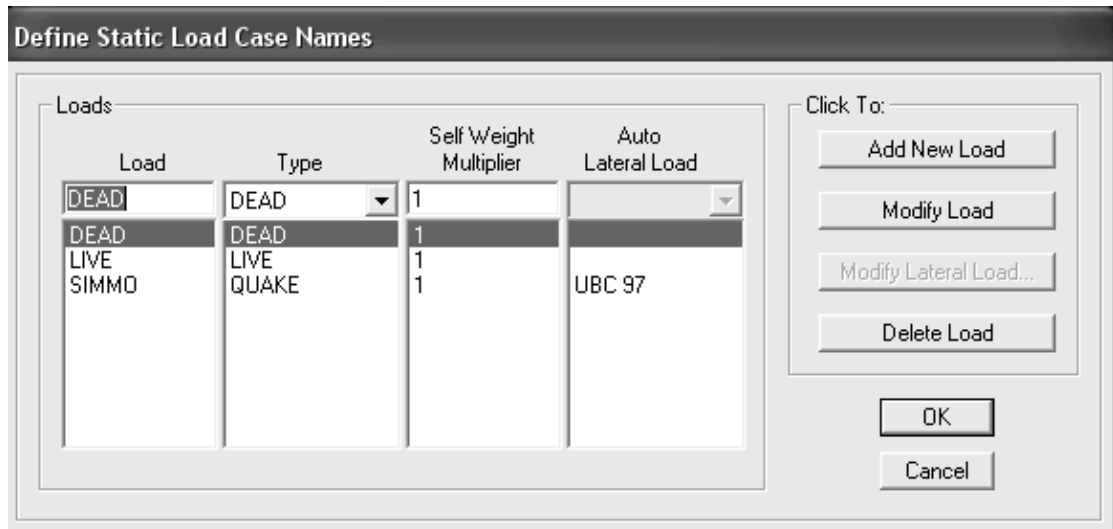 Define Static Load Case Names
Loads
Click To:
Load Type Self Weight Multiplier Auto Lateral Load
DEAD DEAD 1
DEAD DEAD 1
LIVE LIVE 1
SIMMO QUAKE 1 UBC 97
Add New Load
Modify Load
Modify Lateral Load...
Delete Load
OK
Cancel